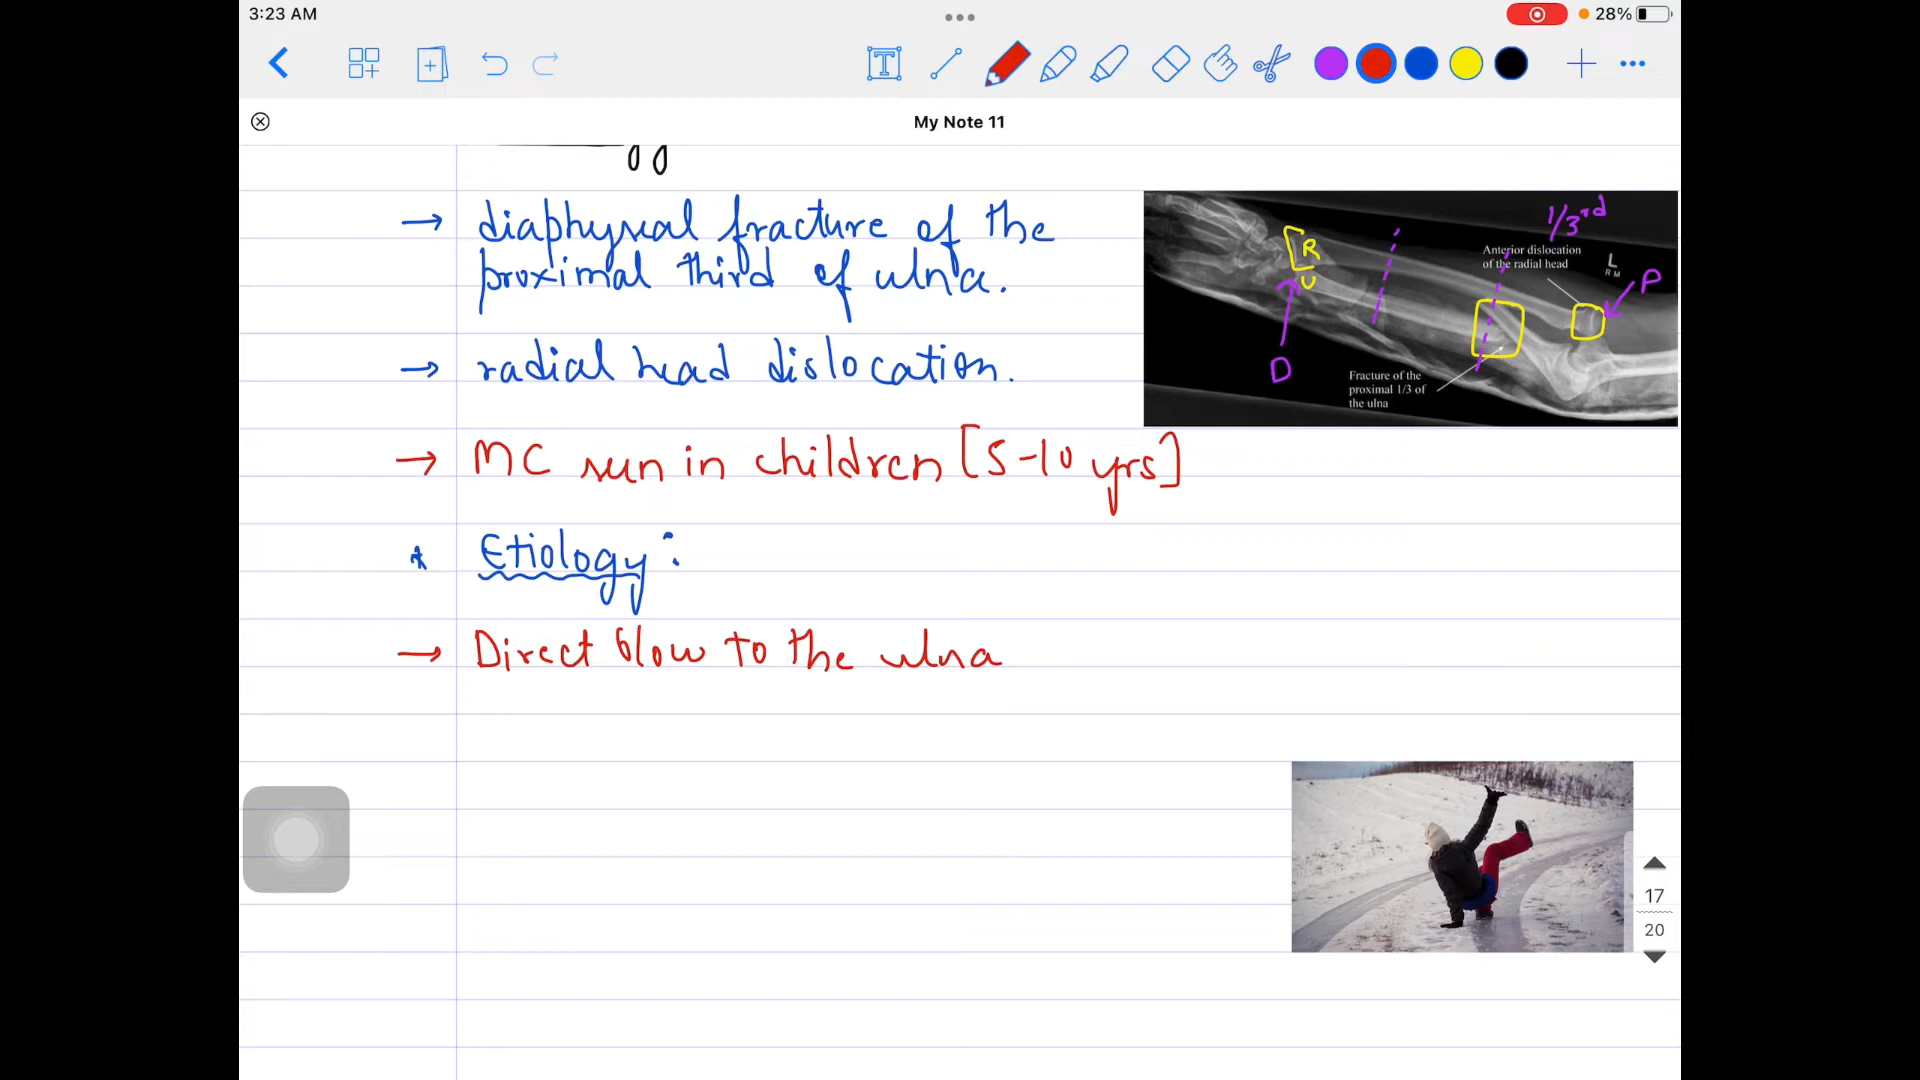 3:23 AM
28%
T
My Note 11
→ diaphyseal fracture of the
proximal third of ulna.
→ radial head dislocation.
→ MC seen in children [5-10 yrs]
* Etiology:
→ Direct blow to the ulna
1/3rd
Anterior dislocation
of the radial head
L
R M
P
R
U
D
Fracture of the
proximal 1/3 of
the ulna
17
20